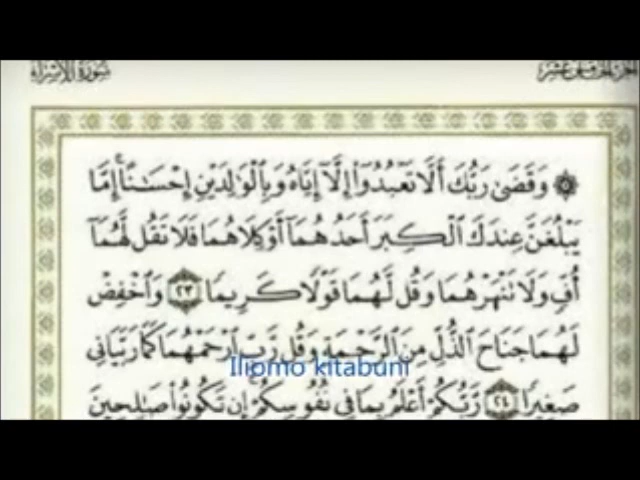 سورة الإسراء
الجزء الخامس عشر
۞ وَقَضَىٰ رَبُّكَ أَلَّا تَعْبُدُوٓا۟ إِلَّآ إِيَّاهُ وَبِٱلْوَٰلِدَيْنِ إِحْسَـٰنًا ۚ إِمَّا
يَبْلُغَنَّ عِندَكَ ٱلْكِبَرَ أَحَدُهُمَآ أَوْ كِلَاهُمَا فَلَا تَقُل لَّهُمَآ
أُفٍّ وَلَا تَنْهَرْهُمَا وَقُل لَّهُمَا قَوْلًا كَرِيمًا ٢٣ وَٱخْفِضْ
لَهُمَا جَنَاحَ ٱلذُّلِّ مِنَ ٱلرَّحْمَةِ وَقُل رَّبِّ ٱرْحَمْهُمَا كَمَا رَبَّيَانِى
Iliomo kitabuni
صَغِيرًا ٢٤ رَّبُّكُمْ أَعْلَمُ بِمَا فِى نُفُوسِكُمْ ۚ إِن تَكُونُوا۟ صَـٰلِحِينَ